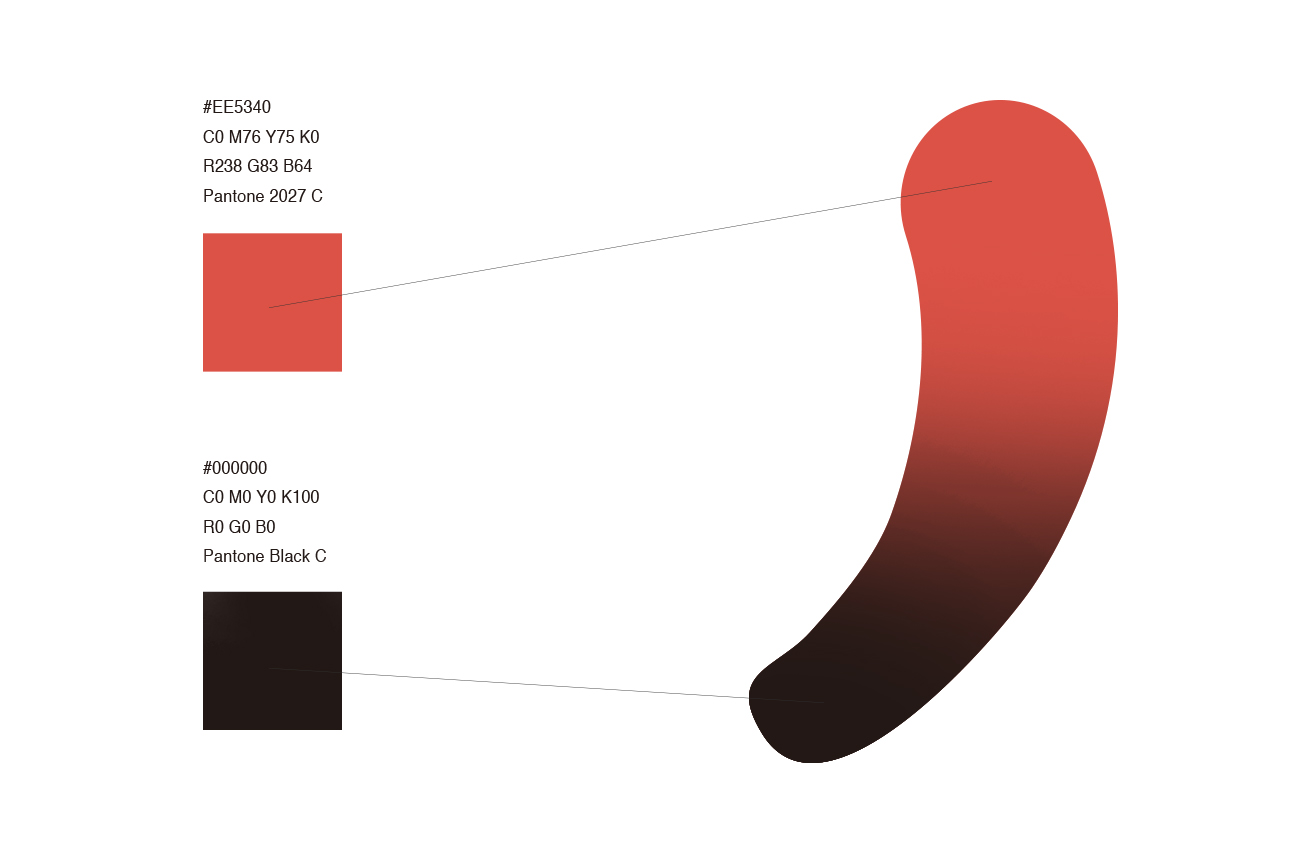 #EE5340
C0 M76 Y75 K0
R238 G83 B64
Pantone 2027 C
#000000
C0 M0 Y0 K100
R0 G0 B0
Pantone Black C